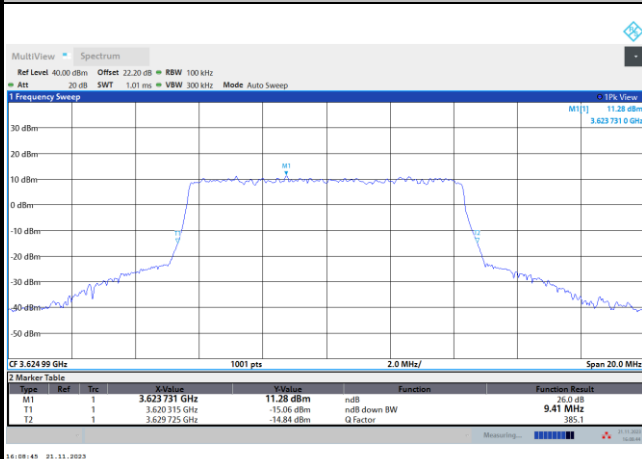 MultiView Spectrum
Ref Level 40.00 dBm Offset 22.20 dB RBW 100 kHz
Att 20 dB SWT 1.01 ms VBW 300 kHz Mode Auto Sweep
1 Frequency Sweep 1Pk View
M1[1] 11.28 dBm
3.623 731 0 GHz
30 dBm
20 dBm
M1
10 dBm
0 dBm
-10 dBm
T1 T2
-20 dBm
-30 dBm
-40 dBm
-50 dBm
CF 3.624 99 GHz 1001 pts 2.0 MHz/ Span 20.0 MHz
2 Marker Table
Type Ref Trc X-Value Y-Value Function Function Result
M1 1 3.623 731 GHz 11.28 dBm ndB 26.0 dB
T1 1 3.620 315 GHz -15.06 dBm ndB down BW 9.41 MHz
T2 1 3.629 725 GHz -14.84 dBm Q Factor 385.1
Measuring... 21.11.2023
16:08:44
16:08:45 21.11.2023